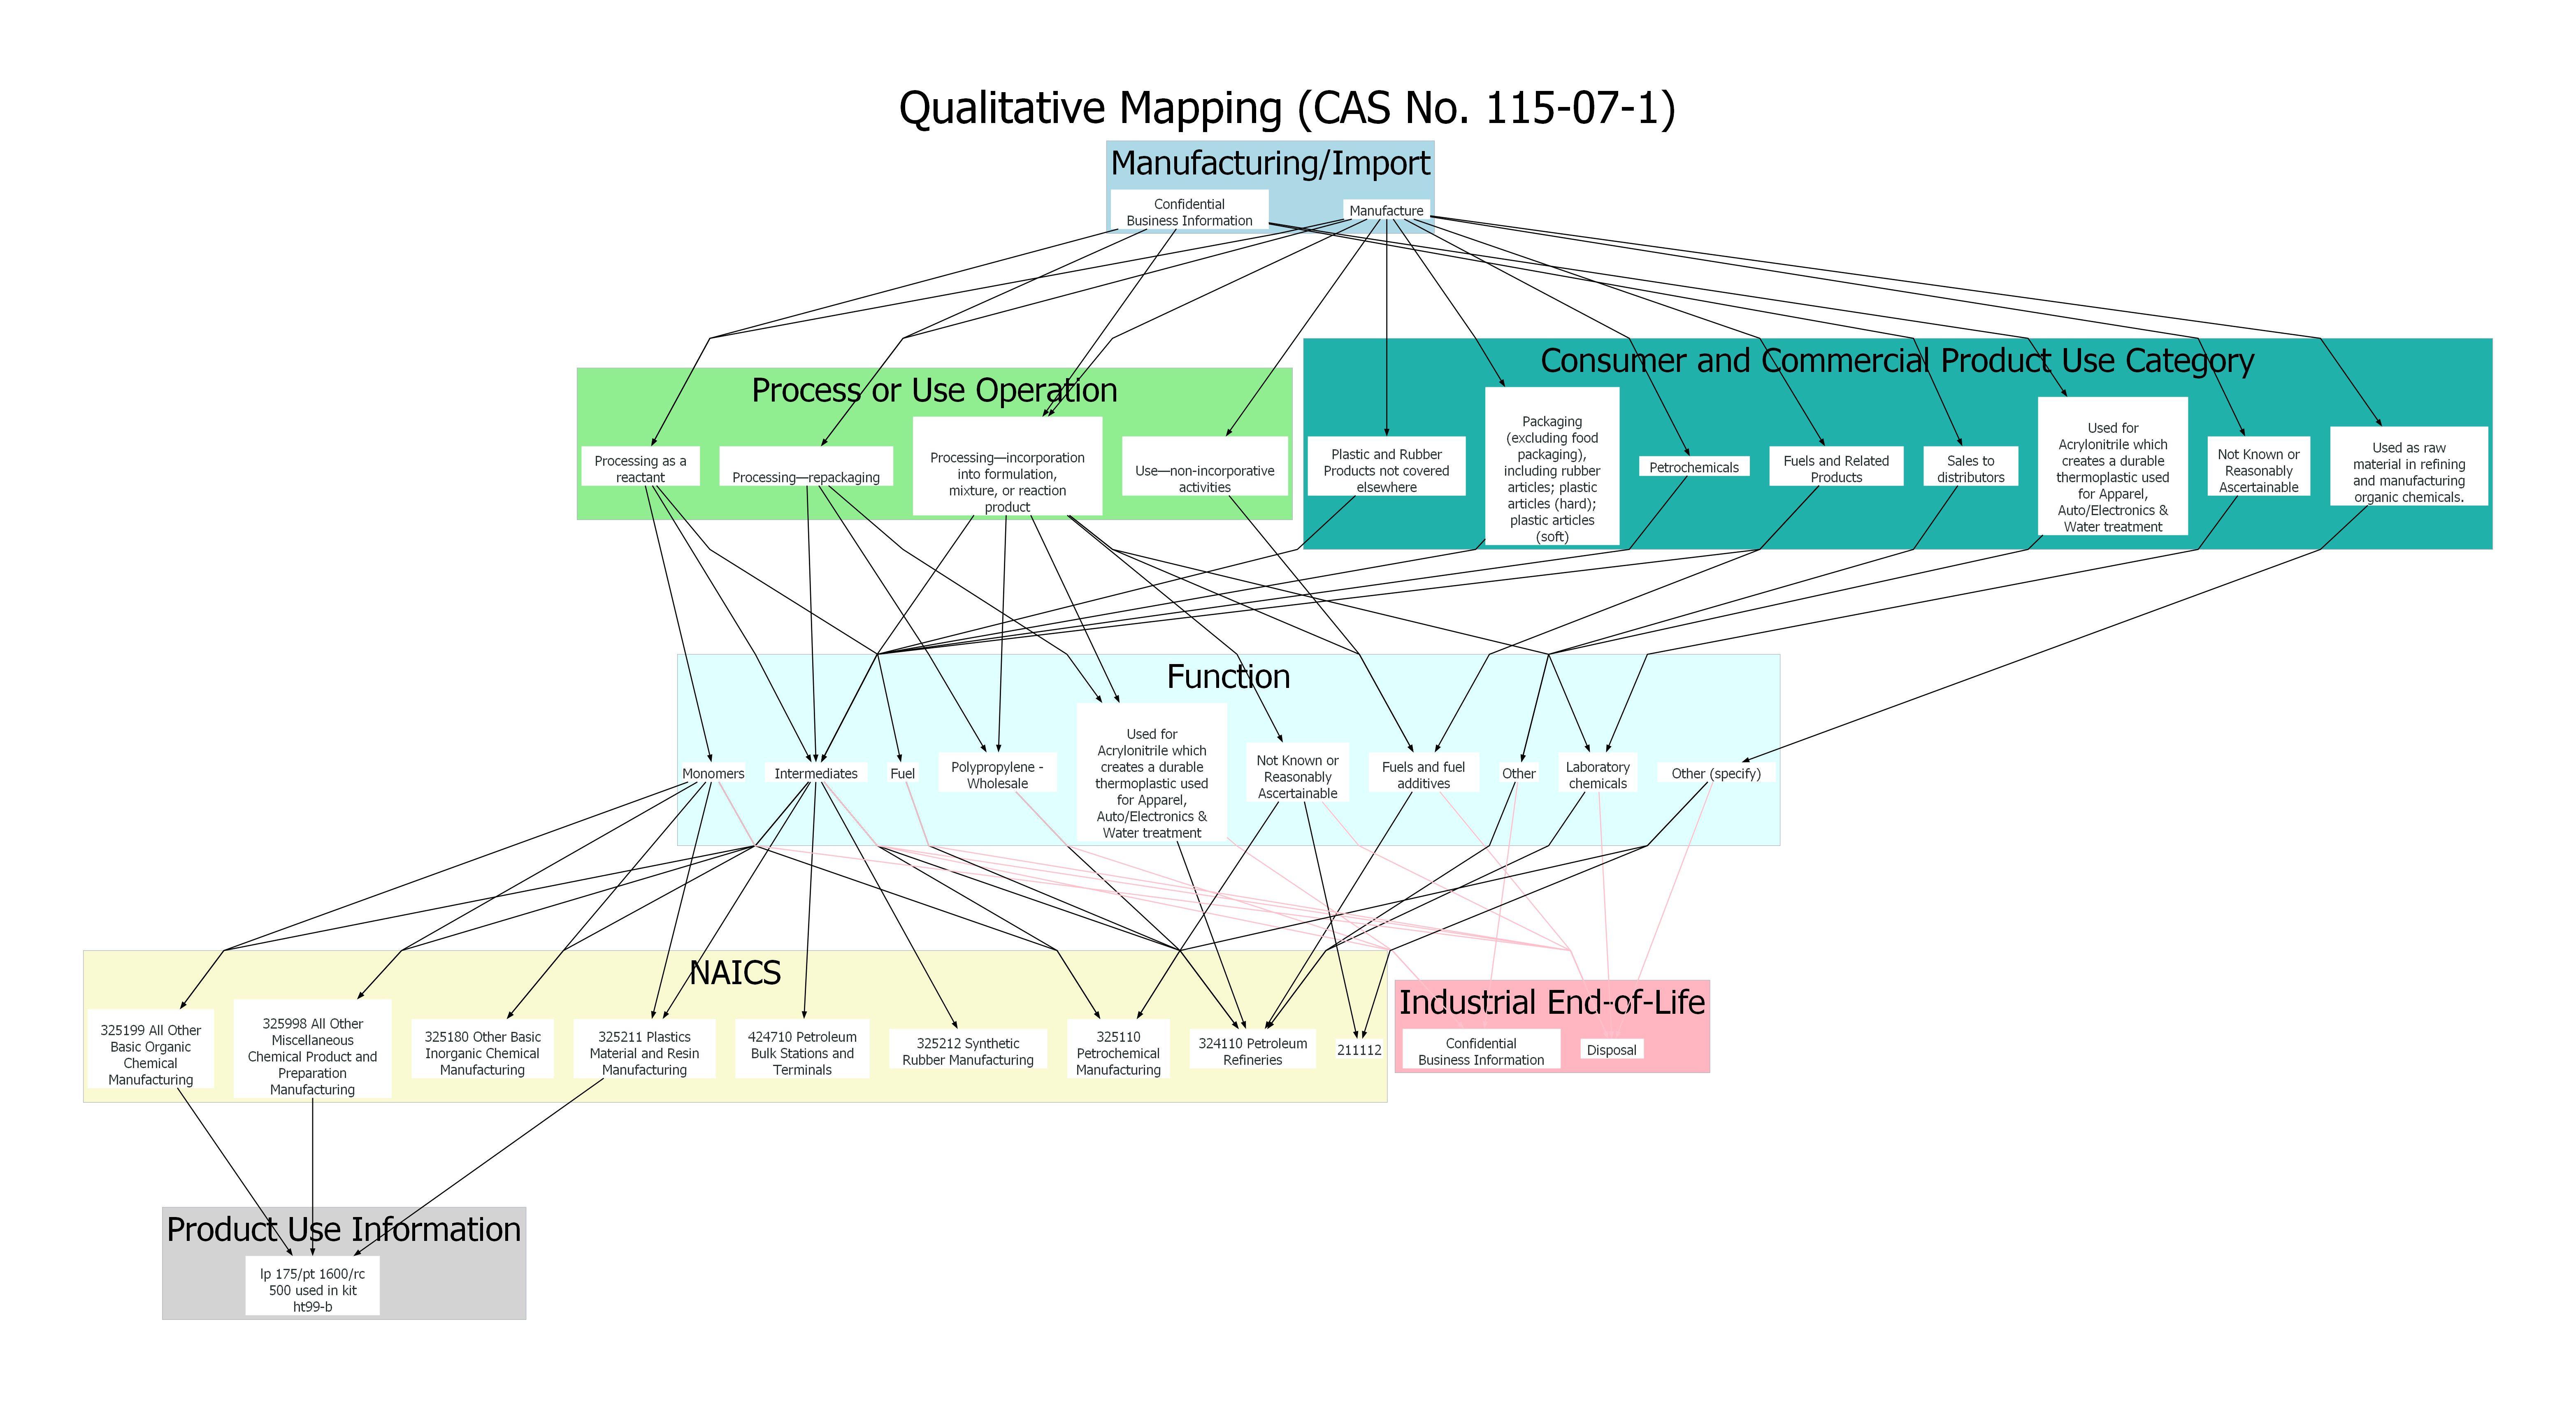 Qualitative Mapping (CAS No. 115-07-1)
Manufacturing/Import
Confidential
Business Information
Manufacture
Process or Use Operation
Processing as a
reactant
Processing—repackaging
Processing—incorporation
into formulation,
mixture, or reaction
product
Use—non-incorporative
activities
Consumer and Commercial Product Use Category
Plastic and Rubber
Products not covered
elsewhere
Packaging
(excluding food
packaging),
including rubber
articles; plastic
articles (hard);
plastic articles
(soft)
Petrochemicals
Fuels and Related
Products
Sales to
distributors
Used for
Acrylonitrile which
creates a durable
thermoplastic used
for Apparel,
Auto/Electronics &
Water treatment
Not Known or
Reasonably
Ascertainable
Used as raw
material in refining
and manufacturing
organic chemicals.
Function
Monomers
Intermediates
Fuel
Polypropylene -
Wholesale
Used for
Acrylonitrile which
creates a durable
thermoplastic used
for Apparel,
Auto/Electronics &
Water treatment
Not Known or
Reasonably
Ascertainable
Fuels and fuel
additives
Other
Laboratory
chemicals
Other (specify)
NAICS
325199 All Other
Basic Organic
Chemical
Manufacturing
325998 All Other
Miscellaneous
Chemical Product and
Preparation
Manufacturing
325180 Other Basic
Inorganic Chemical
Manufacturing
325211 Plastics
Material and Resin
Manufacturing
424710 Petroleum
Bulk Stations and
Terminals
325212 Synthetic
Rubber Manufacturing
325110
Petrochemical
Manufacturing
324110 Petroleum
Refineries
211112
Industrial End-of-Life
Confidential
Business Information
Disposal
Product Use Information
lp 175/pt 1600/rc
500 used in kit
ht99-b